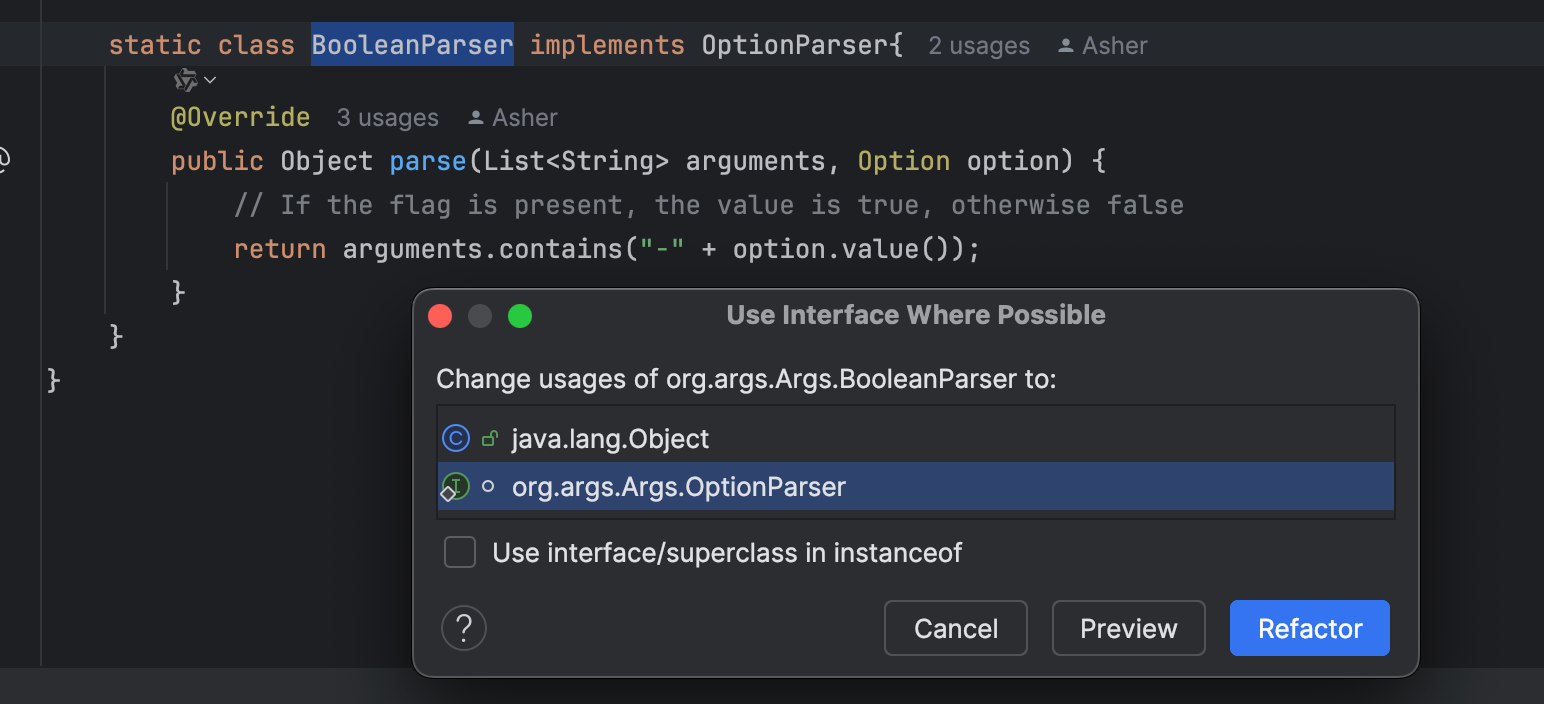 static class BooleanParser implements OptionParser{ 2 usages Asher
@Override 3 usages Asher
public Object parse(List<String> arguments, Option option) {
// If the flag is present, the value is true, otherwise false
return arguments.contains("-" + option.value());
}
}
}
Use Interface Where Possible
Change usages of org.args.Args.BooleanParser to:
C java.lang.Object
I org.args.Args.OptionParser
Use interface/superclass in instanceof
? Cancel Preview Refactor